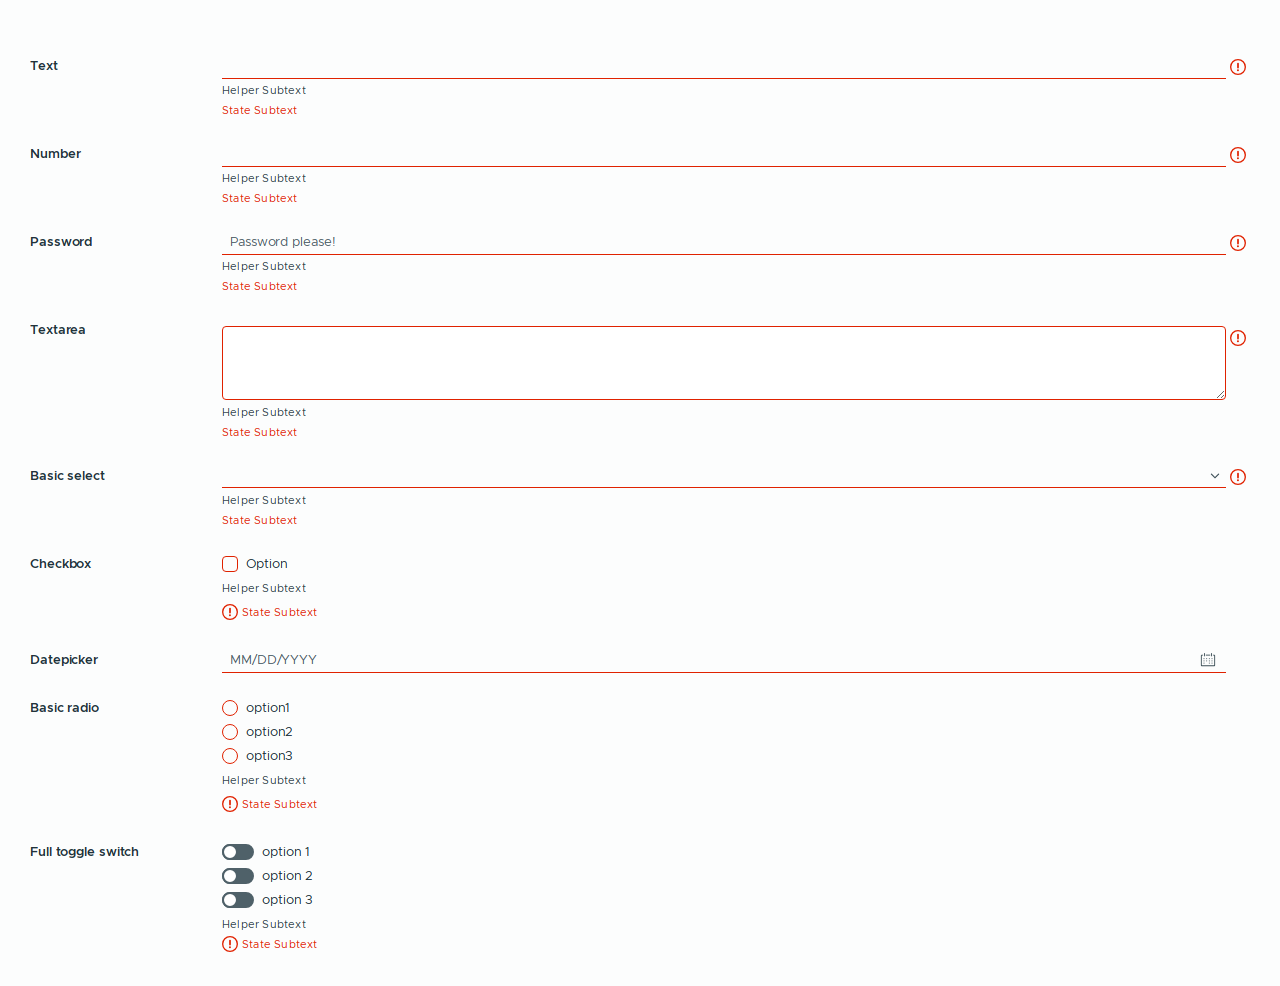 Text
Helper Subtext
State Subtext
Number
Helper Subtext
State Subtext
Password
Password please!
Helper Subtext
State Subtext
Textarea
Helper Subtext
State Subtext
Basic select
Helper Subtext
State Subtext
Checkbox
Option
Helper Subtext
State Subtext
Datepicker
MM/DD/YYYY
Basic radio
option1
option2
option3
Helper Subtext
State Subtext
Full toggle switch
option 1
option 2
option 3
Helper Subtext
State Subtext